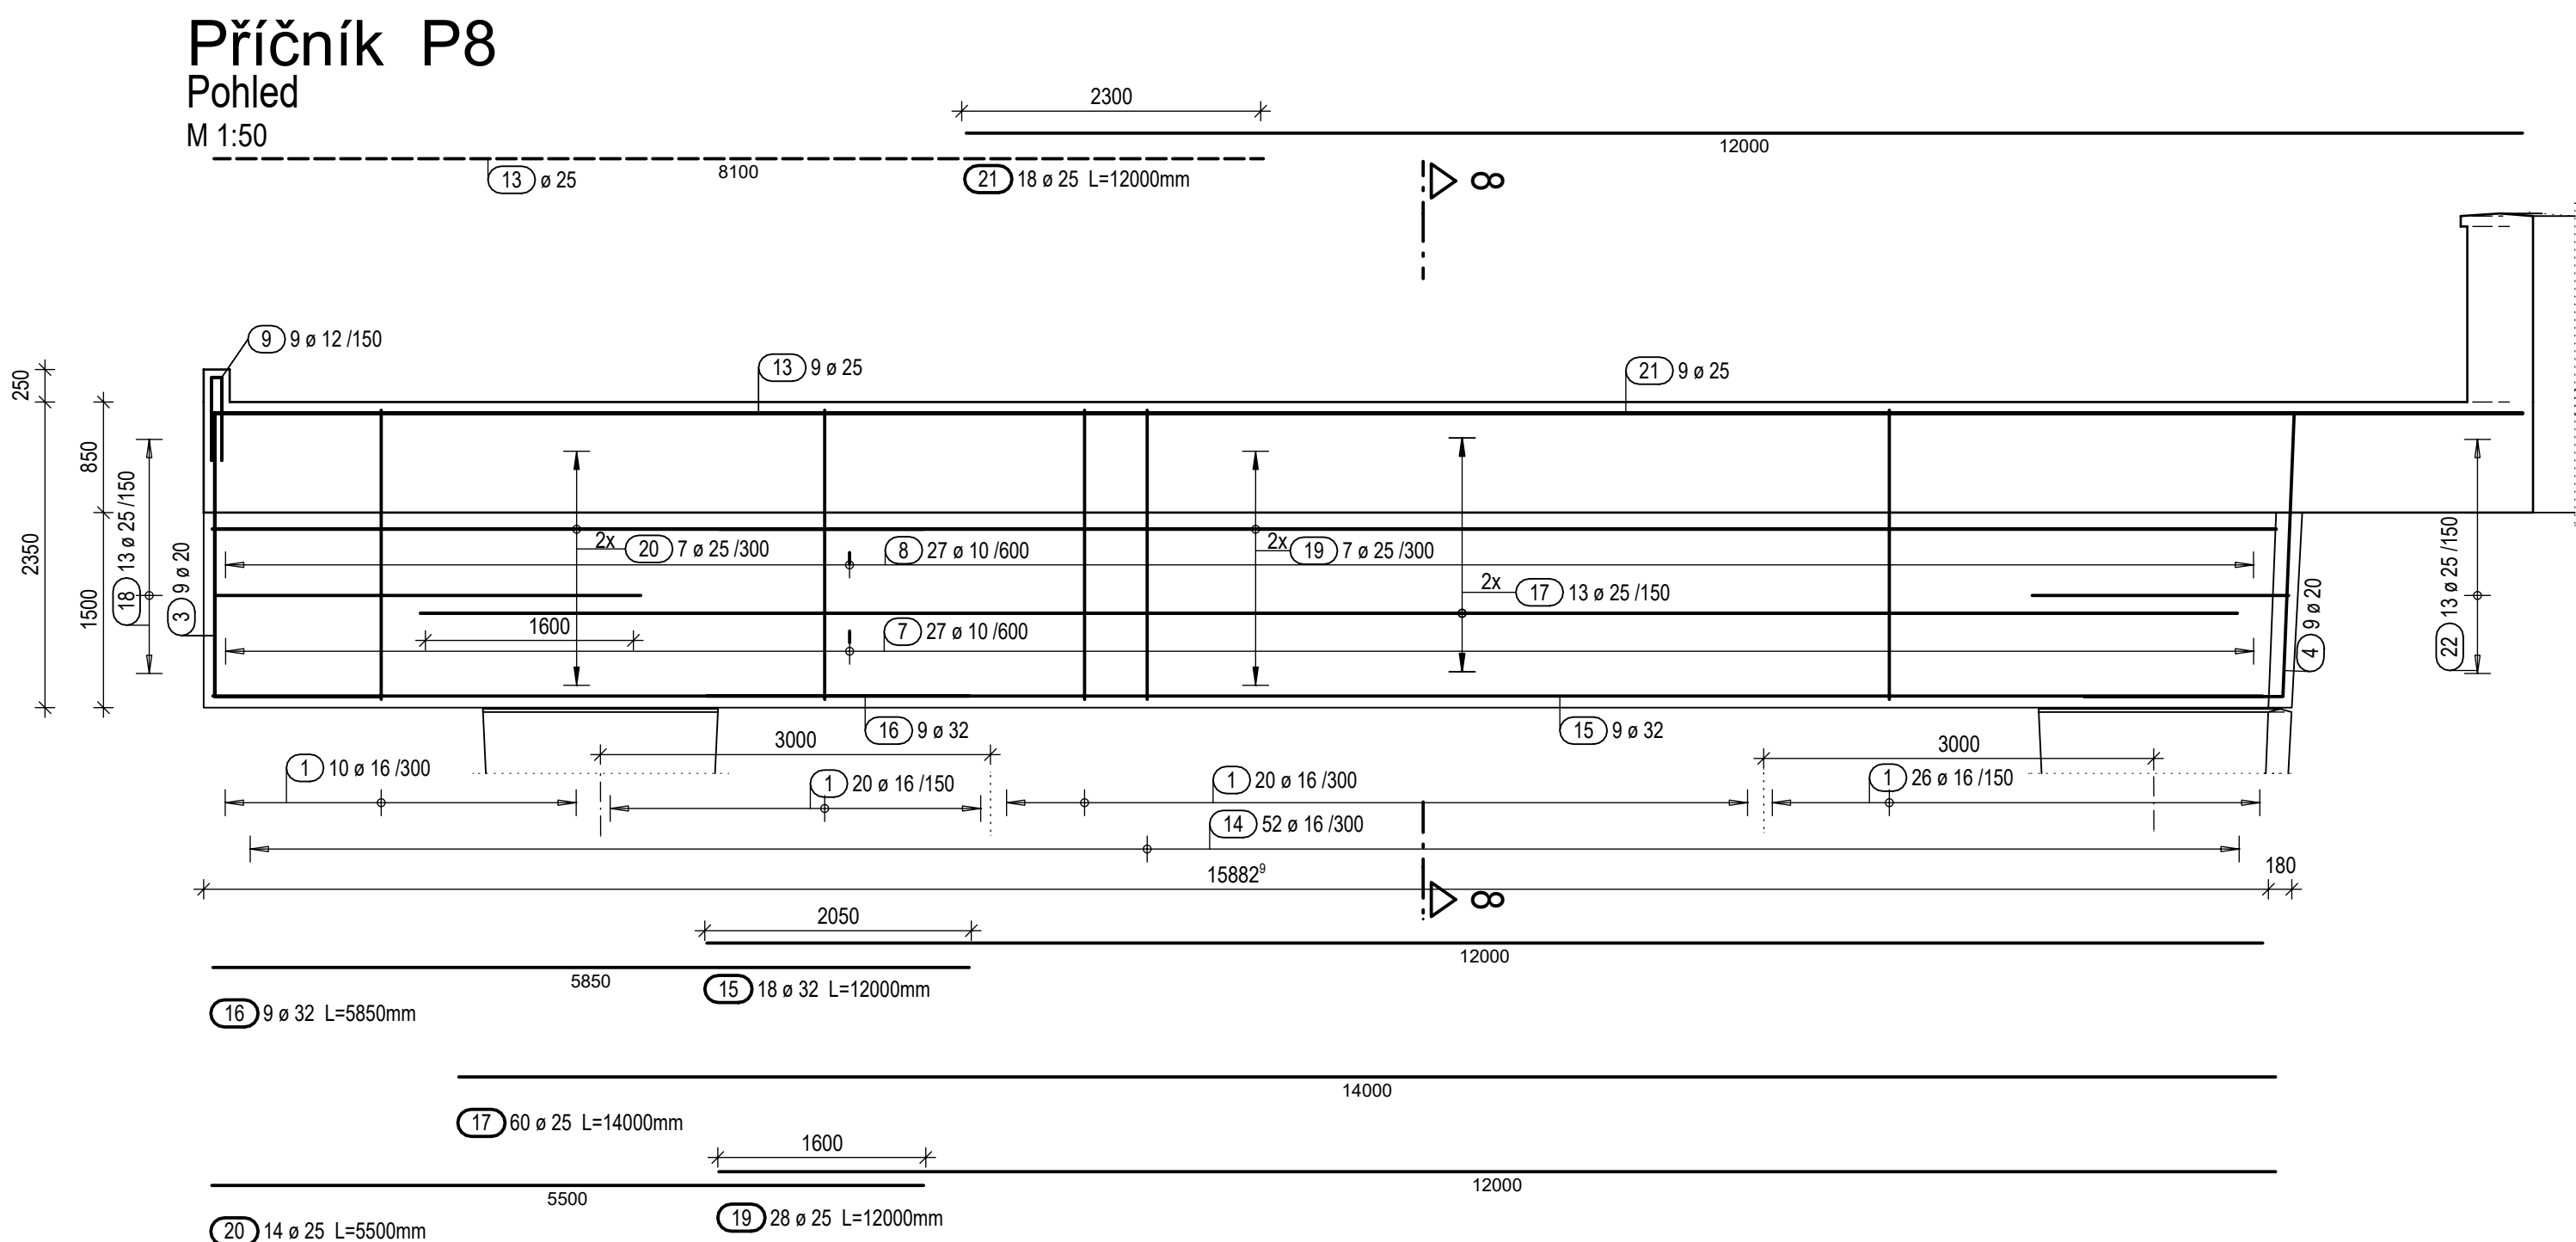 Příčník P8
Pohled
M 1:50
2300
12000
13 ø 25
8100
21 18 ø 25 L=12000mm
8
9 9 ø 12 /150
13 9 ø 25
21 9 ø 25
250
2350
850
1500
18 13 ø 25 /150
3 9 ø 20
2x 20 7 ø 25 /300
8 27 ø 10 /600
2x 19 7 ø 25 /300
2x 17 13 ø 25 /150
1600
7 27 ø 10 /600
4 9 ø 20
22 13 ø 25 /150
16 9 ø 32
15 9 ø 32
3000
3000
1 10 ø 16 /300
1 20 ø 16 /150
1 20 ø 16 /300
1 26 ø 16 /150
14 52 ø 16 /300
15882⁹
180
8
2050
12000
5850
15 18 ø 32 L=12000mm
16 9 ø 32 L=5850mm
14000
17 60 ø 25 L=14000mm
1600
12000
5500
19 28 ø 25 L=12000mm
20 14 ø 25 L=5500mm